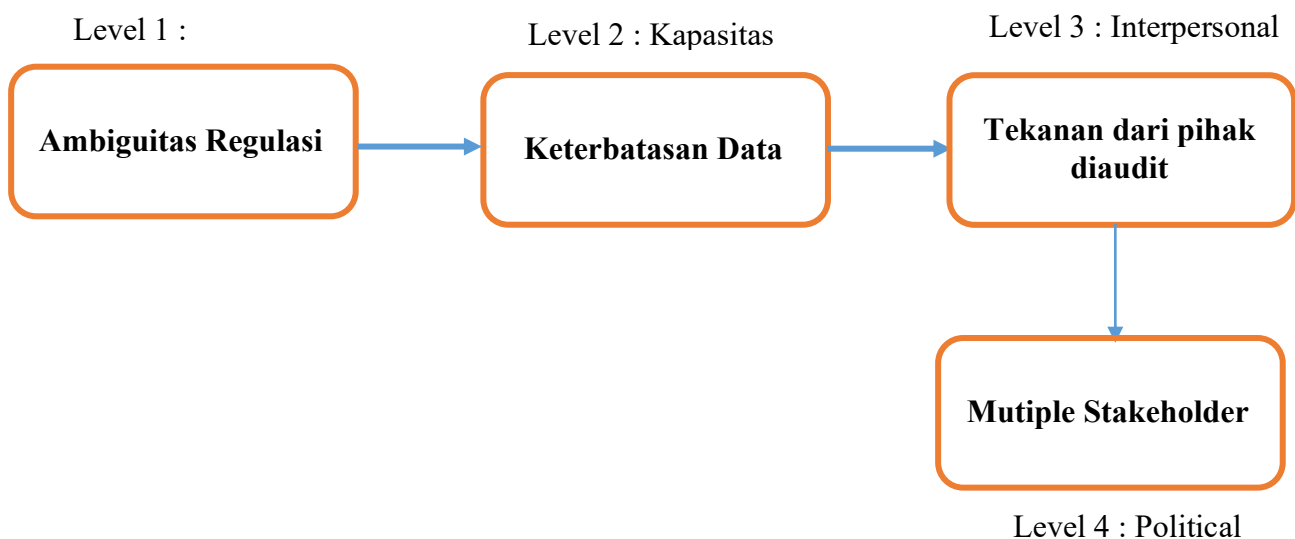 Level 1 :
Ambiguitas Regulasi
Level 2 : Kapasitas
Keterbatasan Data
Level 3 : Interpersonal
Tekanan dari pihak
diaudit
Mutiple Stakeholder
Level 4 : Political